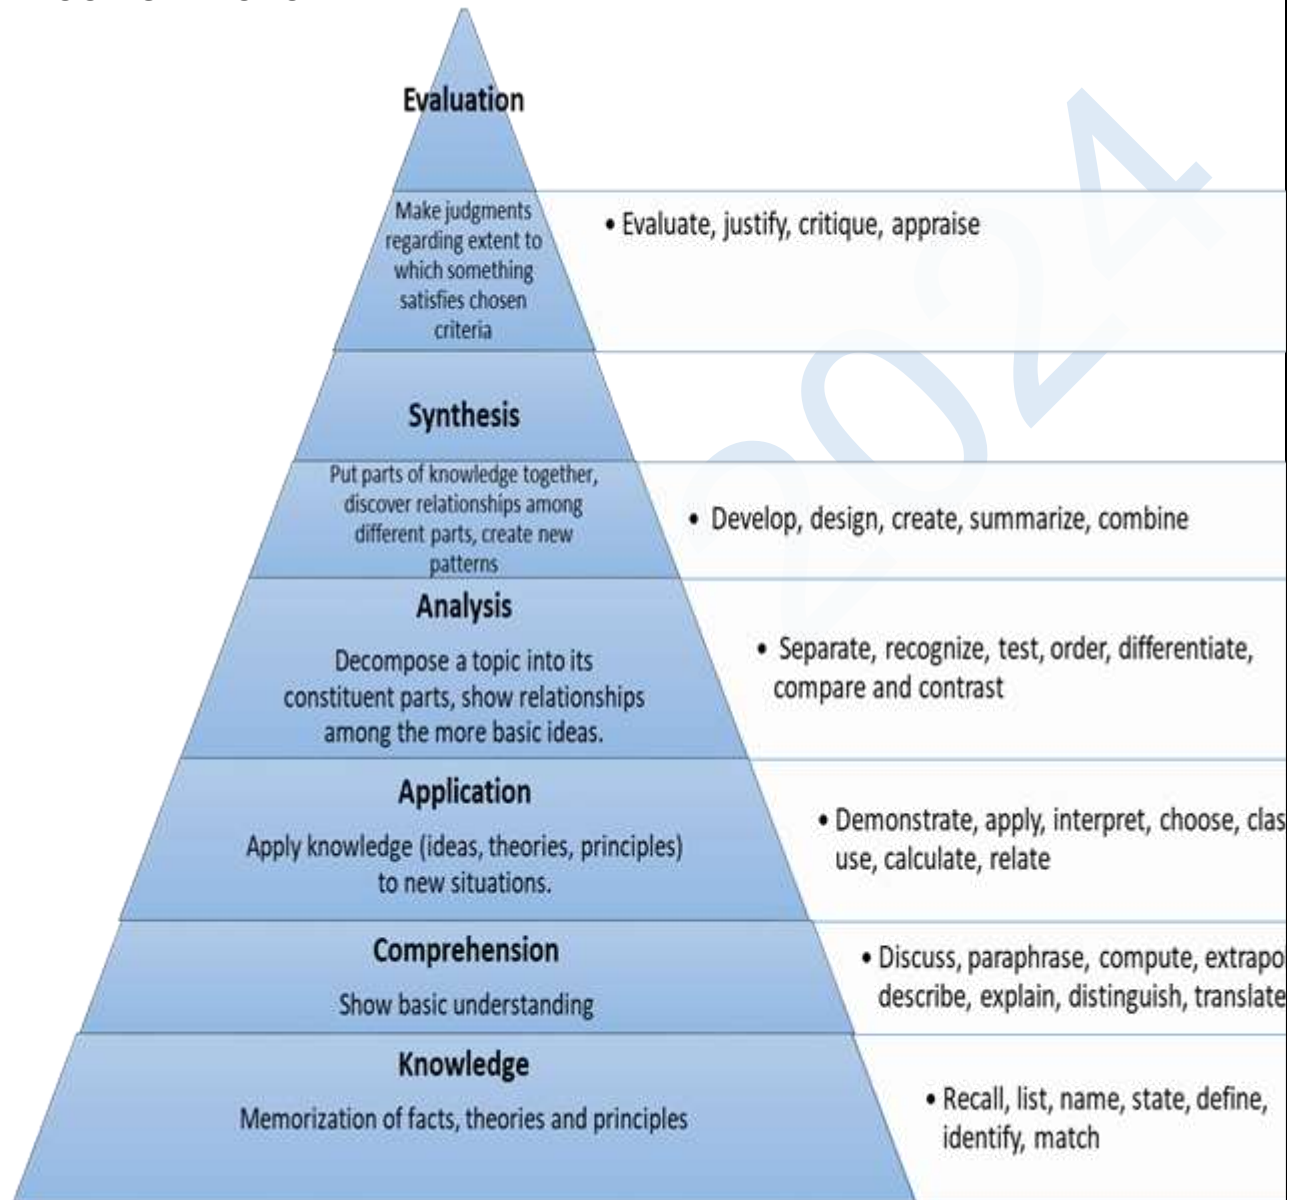 Evaluation
Make judgments
regarding extent to
which something
satisfies chosen
criteria
• Evaluate, justify, critique, appraise
Synthesis
Put parts of knowledge together,
discover relationships among
different parts, create new
patterns
• Develop, design, create, summarize, combine
Analysis
Decompose a topic into its
constituent parts, show relationships
among the more basic ideas.
• Separate, recognize, test, order, differentiate,
compare and contrast
Application
Apply knowledge (ideas, theories, principles)
to new situations.
• Demonstrate, apply, interpret, choose, clas
use, calculate, relate
Comprehension
Show basic understanding
• Discuss, paraphrase, compute, extrapo
describe, explain, distinguish, translate
Knowledge
Memorization of facts, theories and principles
• Recall, list, name, state, define,
identify, match
2024